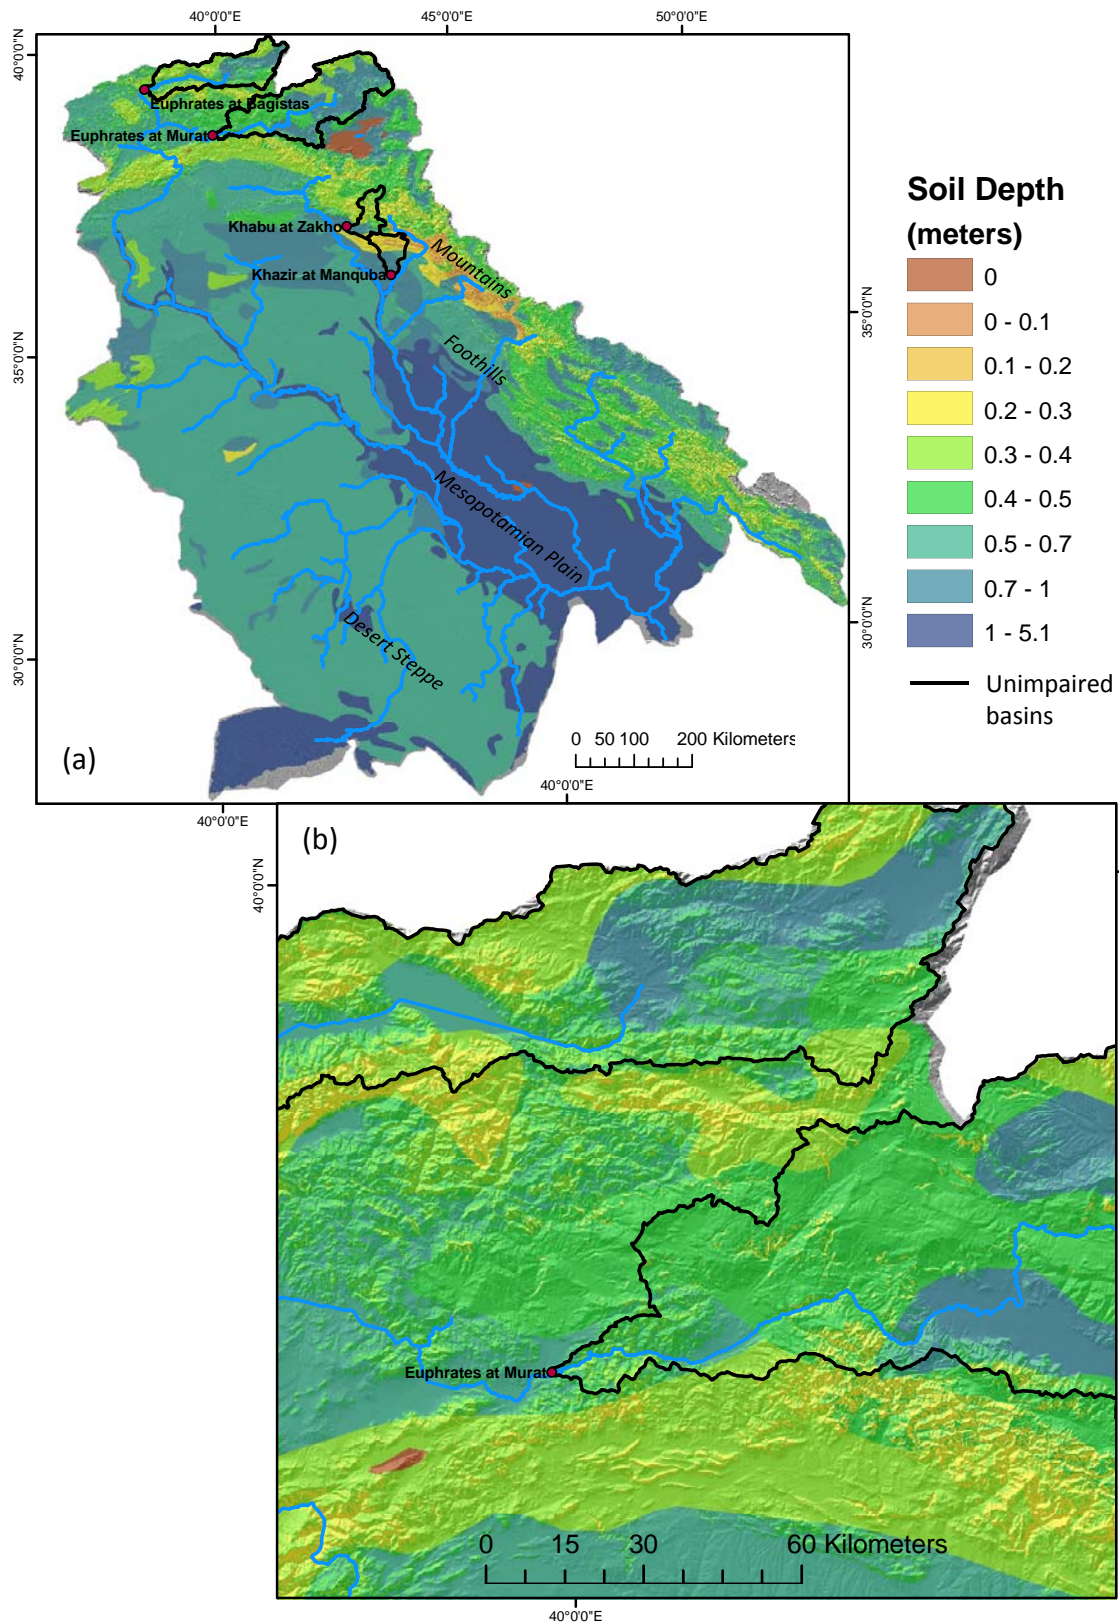 40°0'0"E
45°0'0"E
50°0'0"E
40°0'0"N
Euphrates at Bagistas
Euphrates at Murat
Khabu at Zakho
Khazir at Manquba
Mountains
Foothills
35°0'0"N
35°0'0"N
Mesopotamian Plain
Desert Steppe
30°0'0"N
30°0'0"N
(a)
0 50 100 200 Kilometers
40°0'0"E
40°0'0"E
Soil Depth
(meters)
0
0 - 0.1
0.1 - 0.2
0.2 - 0.3
0.3 - 0.4
0.4 - 0.5
0.5 - 0.7
0.7 - 1
1 - 5.1
Unimpaired
basins
(b)
40°0'0"N
Euphrates at Murat
0 15 30 60 Kilometers
40°0'0"E